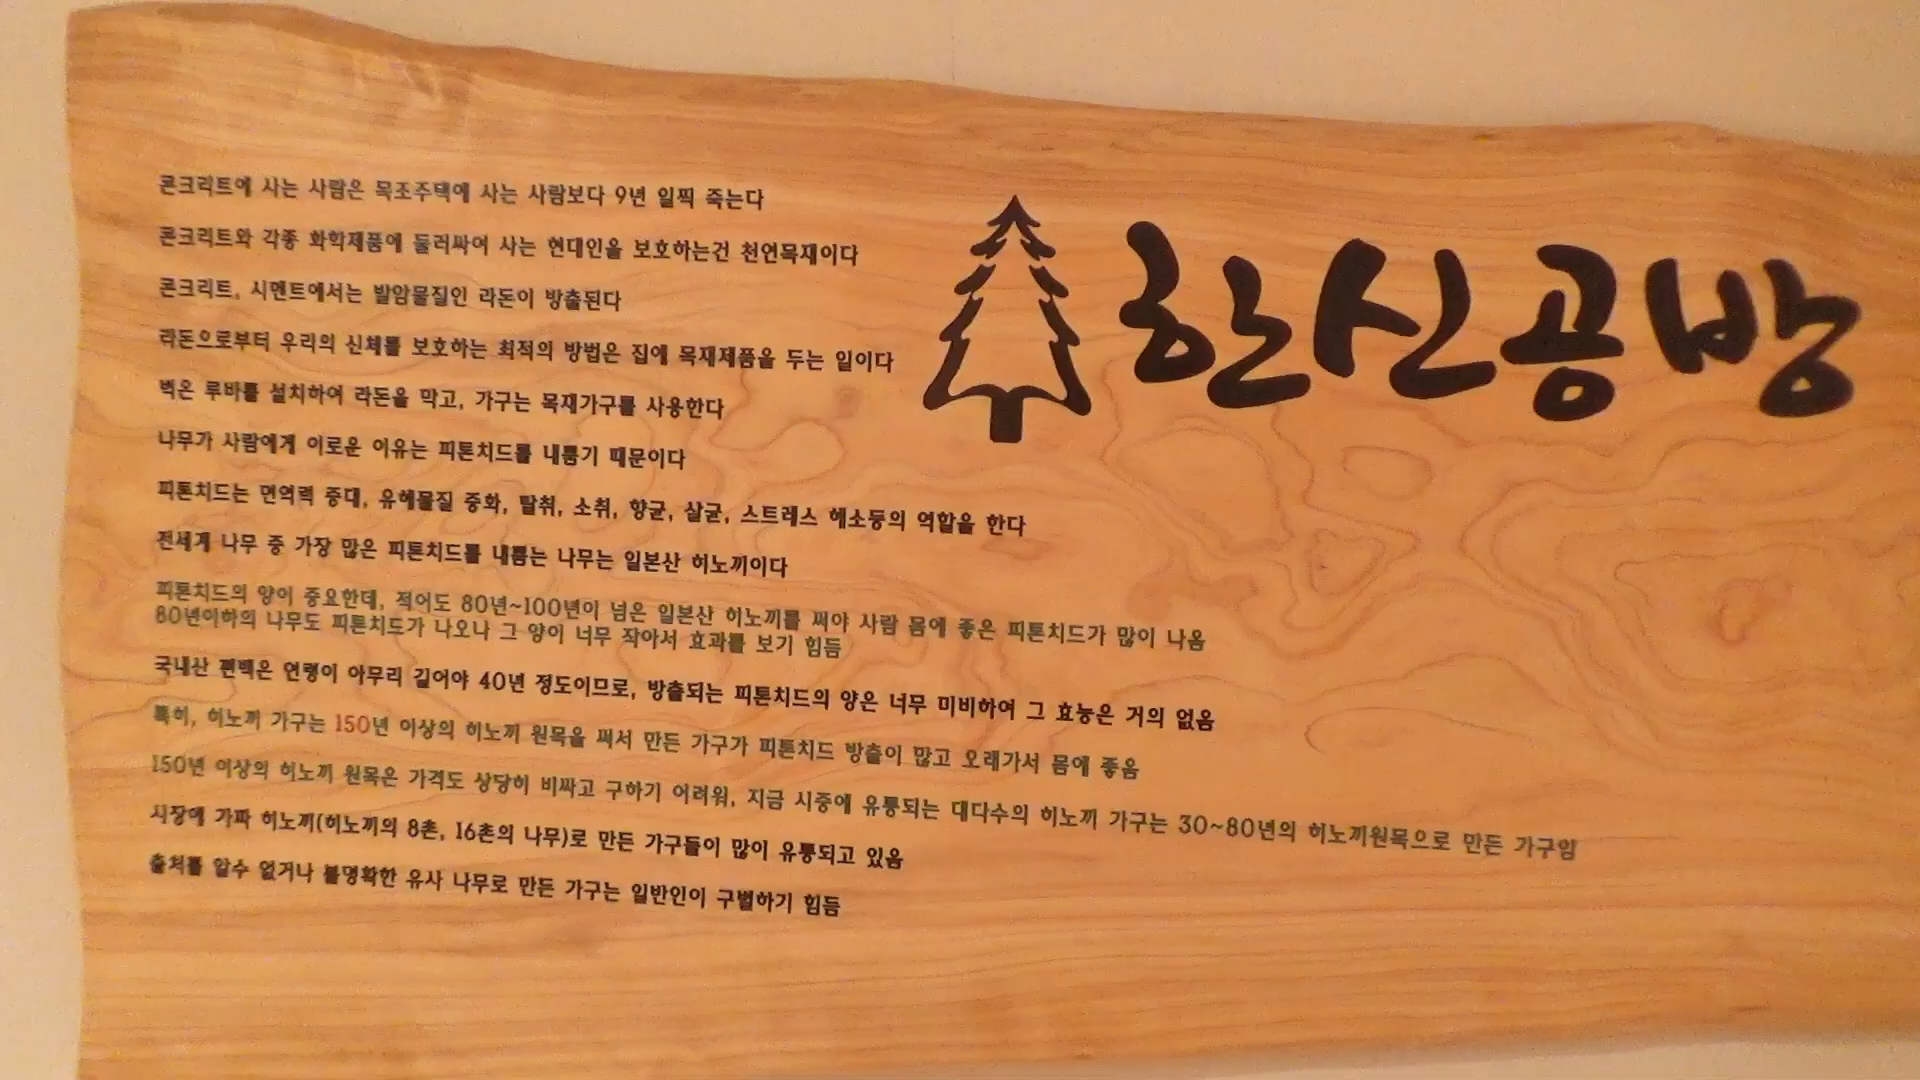 콘크리트에 사는 사람은 목조주택에 사는 사람보다 9년 일찍 죽는다
콘크리트와 각종 화학제품에 둘러싸여 사는 현대인을 보호하는건 천연목재이다
콘크리트, 시멘트에서는 발암물질인 라돈이 방출된다
라돈으로부터 우리의 신체를 보호하는 최적의 방법은 집에 목재제품을 두는 일이다
벽은 루바를 설치하여 라돈을 막고, 가구는 목재가구를 사용한다
나무가 사람에게 이로운 이유는 피톤치드를 내뿜기 때문이다
피톤치드는 면역력 증대, 유해물질 중화, 탈취, 소취, 향균, 살균, 스트레스 해소등의 역할을 한다
전세계 나무 중 가장 많은 피톤치드를 내뿜는 나무는 일본산 히노끼이다
피톤치드의 양이 중요한데, 적어도 80년~100년이 넘은 일본산 히노끼를 써야 사람 몸에 좋은 피톤치드가 많이 나옴
80년이하의 나무도 피톤치드가 나오나 그 양이 너무 작아서 효과를 보기 힘듬
국내산 편백은 연령이 아무리 길어야 40년 정도이므로, 방출되는 피톤치드의 양은 너무 미비하여 그 효능은 거의 없음
특히, 히노끼 가구는 150년 이상의 히노끼 원목을 써서 만든 가구가 피톤치드 방출이 많고 오래가서 몸에 좋음
150년 이상의 히노끼 원목은 가격도 상당히 비싸고 구하기 어려워, 지금 시중에 유통되는 대다수의 히노끼 가구는 30~80년의 히노끼원목으로 만든 가구임
시장에 가짜 히노끼(히노끼의 8촌, 16촌의 나무)로 만든 가구들이 많이 유통되고 있음
출처를 알수 없거나 불명확한 유사 나무로 만든 가구는 일반인이 구별하기 힘듬
한신공방